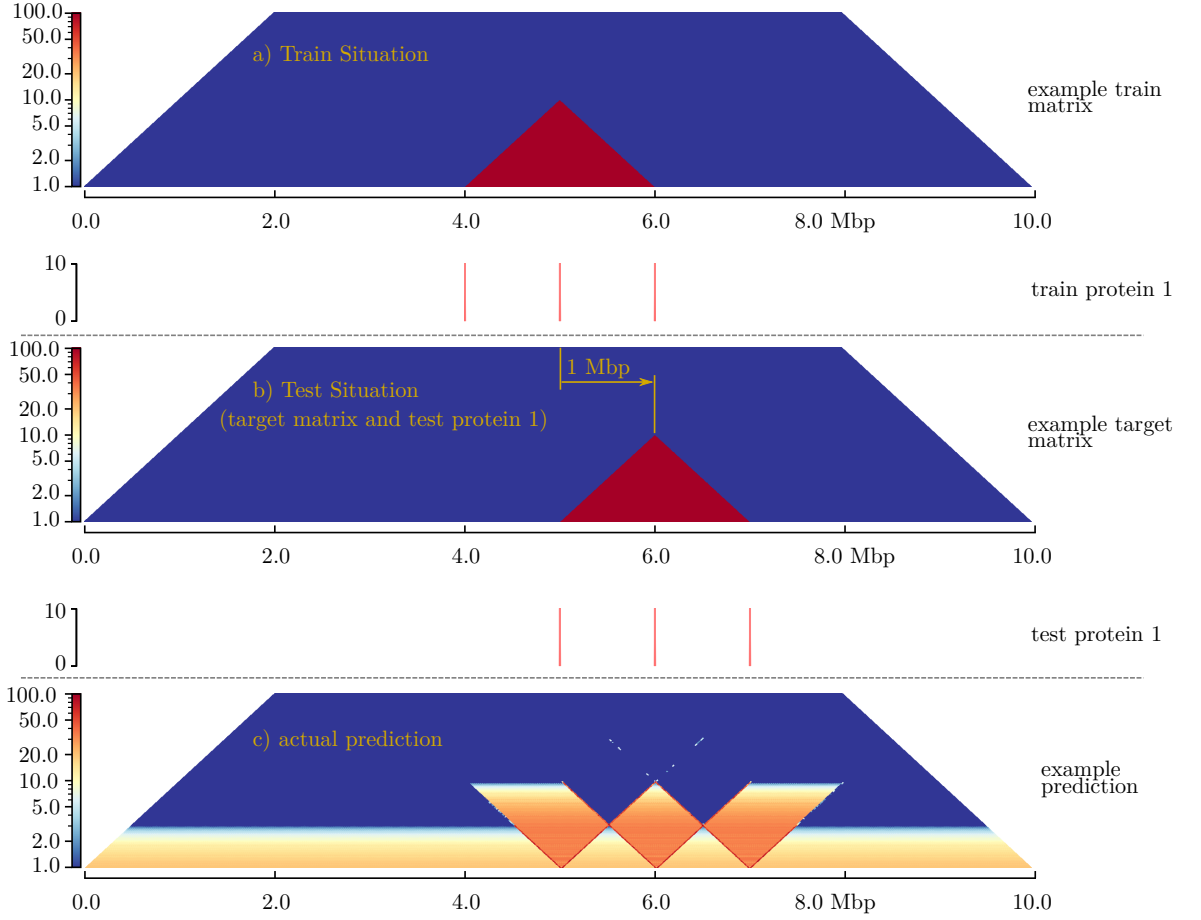 100.0
50.0
20.0
10.0
5.0
2.0
1.0
a) Train Situation
example train
matrix
0.0 2.0 4.0 6.0 8.0 Mbp 10.0
10
0
train protein 1
100.0
50.0
20.0
10.0
5.0
2.0
1.0
1 Mbp
b) Test Situation
(target matrix and test protein 1)
example target
matrix
0.0 2.0 4.0 6.0 8.0 Mbp 10.0
10
0
test protein 1
100.0
50.0
20.0
10.0
5.0
2.0
1.0
c) actual prediction
example
prediction
0.0 2.0 4.0 6.0 8.0 Mbp 10.0